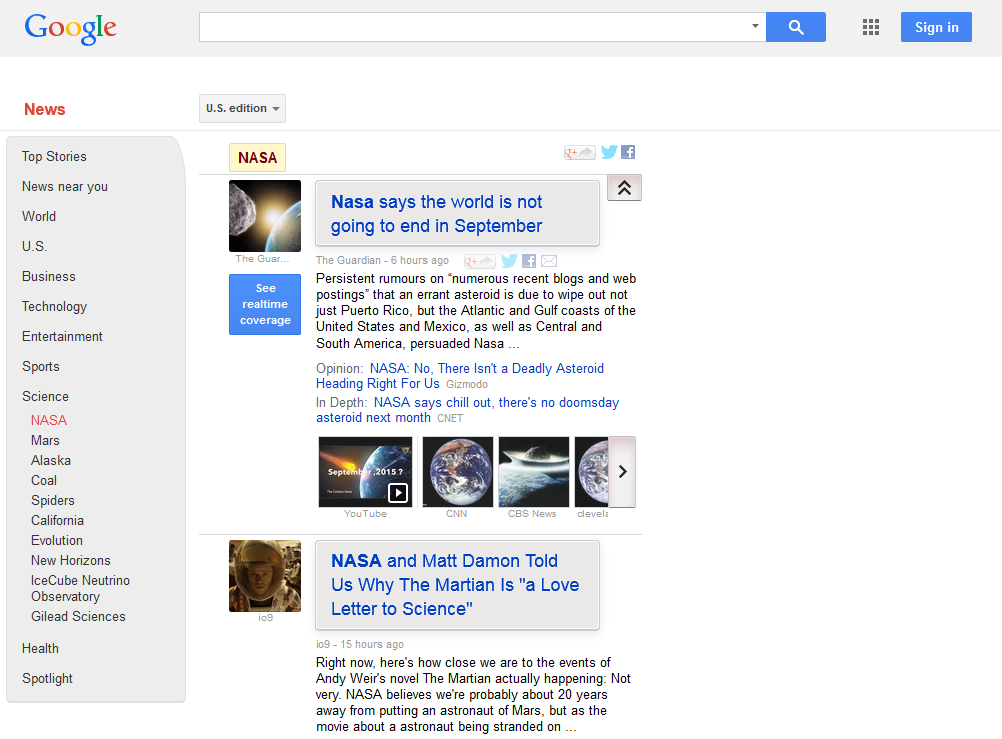 Google
Sign in
News
U.S. edition
Top Stories
News near you
World
U.S.
Business
Technology
Entertainment
Sports
Science
NASA
Mars
Alaska
Coal
Spiders
California
Evolution
New Horizons
IceCube Neutrino
Observatory
Gilead Sciences
Health
Spotlight
NASA
g+
Nasa says the world is not
going to end in September
The Guar...
See
realtime
coverage
The Guardian - 6 hours ago
g+
Persistent rumours on “numerous recent blogs and web
postings” that an errant asteroid is due to wipe out not
just Puerto Rico, but the Atlantic and Gulf coasts of the
United States and Mexico, as well as Central and
South America, persuaded Nasa ...
Opinion: NASA: No, There Isn't a Deadly Asteroid
Heading Right For Us Gizmodo
In Depth: NASA says chill out, there's no doomsday
asteroid next month CNET
September ,2015 ?
YouTube
CNN
CBS News
clevela
NASA and Matt Damon Told
Us Why The Martian Is "a Love
Letter to Science"
io9
io9 - 15 hours ago
Right now, here's how close we are to the events of
Andy Weir's novel The Martian actually happening: Not
very. NASA believes we're probably about 20 years
away from putting an astronaut of Mars, but as the
movie about a astronaut being stranded on ...